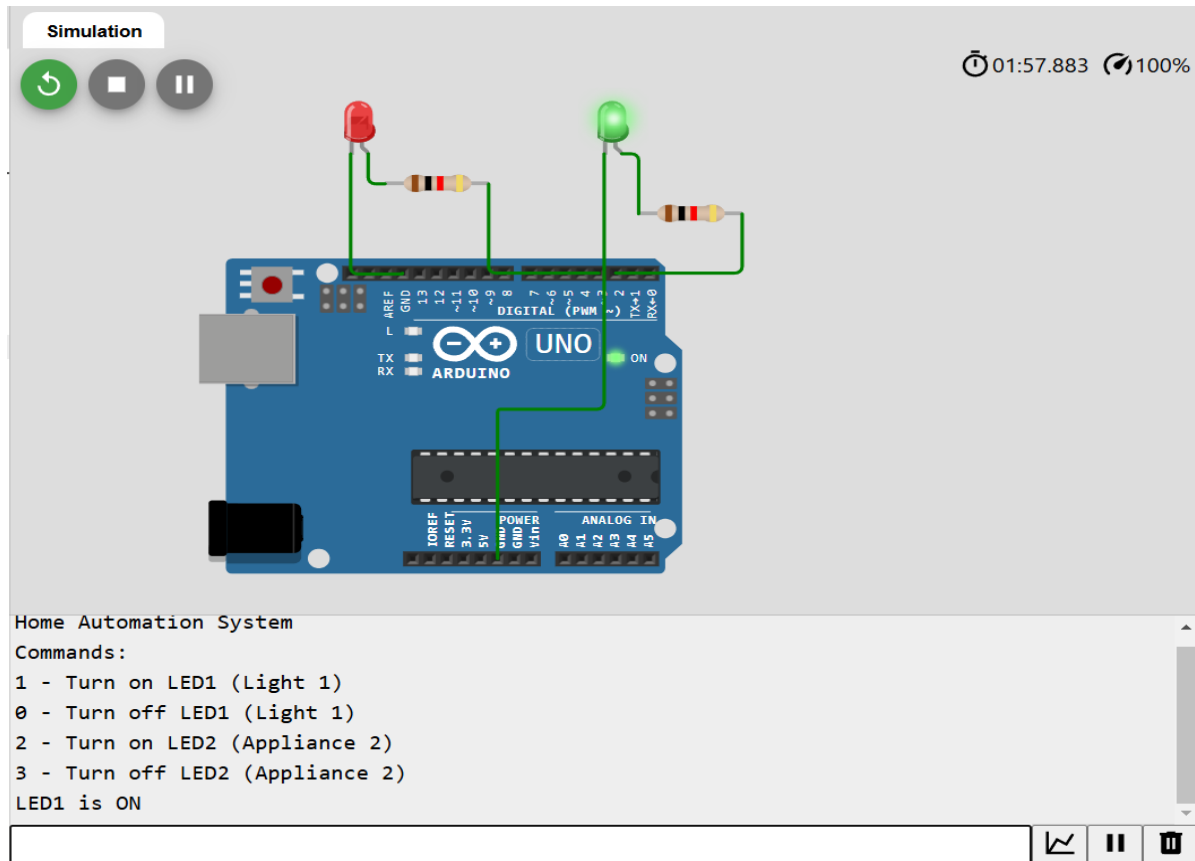 Simulation
01:57.883 100%
AREF
GND
13
12
~11
~10
~9
8
7
~6
~5
4
2
TX→1
RX←0
DIGITAL (PWM ~)
L
TX
RX
UNO
ON
ARDUINO
POWER
ANALOG IN
IOREF
RESET
3.3V
5V
GND
GND
Vin
A0
A1
A2
A3
A4
A5
Home Automation System
Commands:
1 - Turn on LED1 (Light 1)
0 - Turn off LED1 (Light 1)
2 - Turn on LED2 (Appliance 2)
3 - Turn off LED2 (Appliance 2)
LED1 is ON